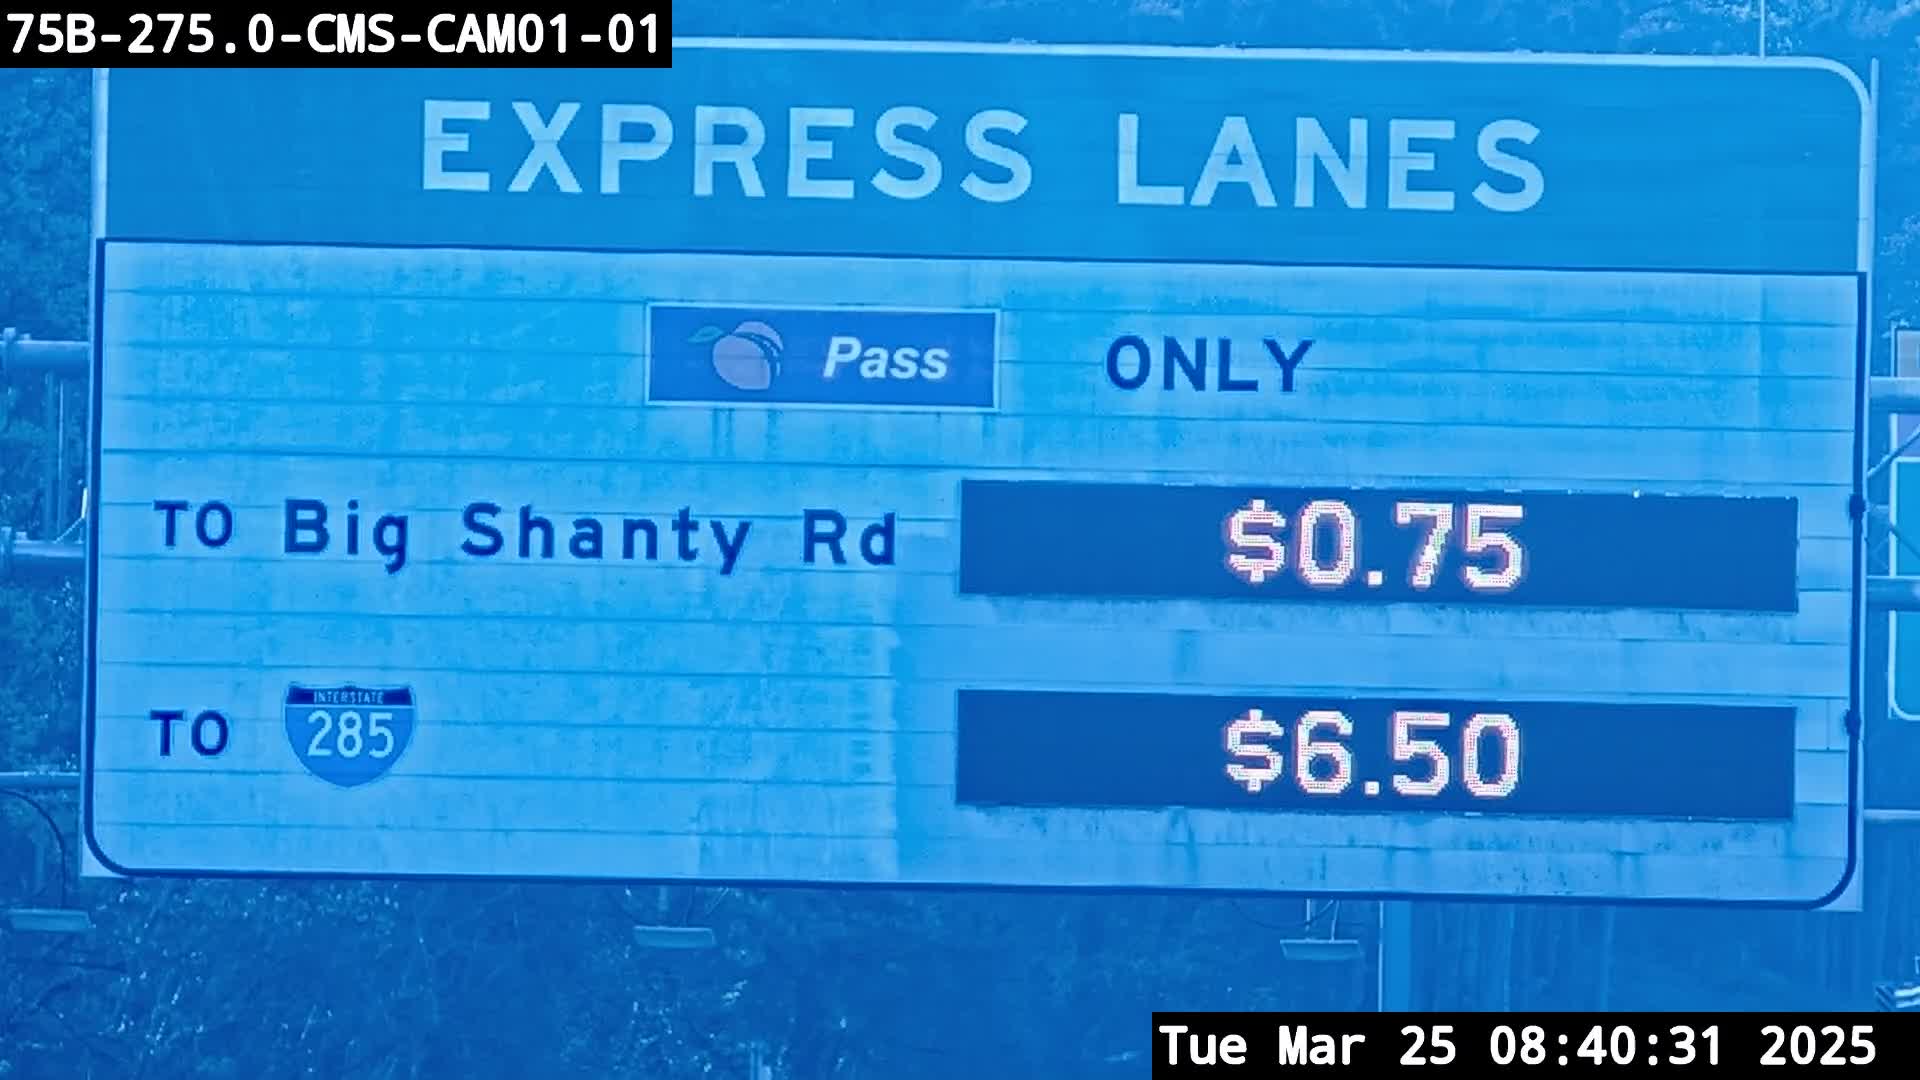 75B-275.0-CMS-CAM01-01
EXPRESS LANES
Pass ONLY
TO Big Shanty Rd $0.75
TO INTERSTATE 285 $6.50
Tue Mar 25 08:40:31 2025